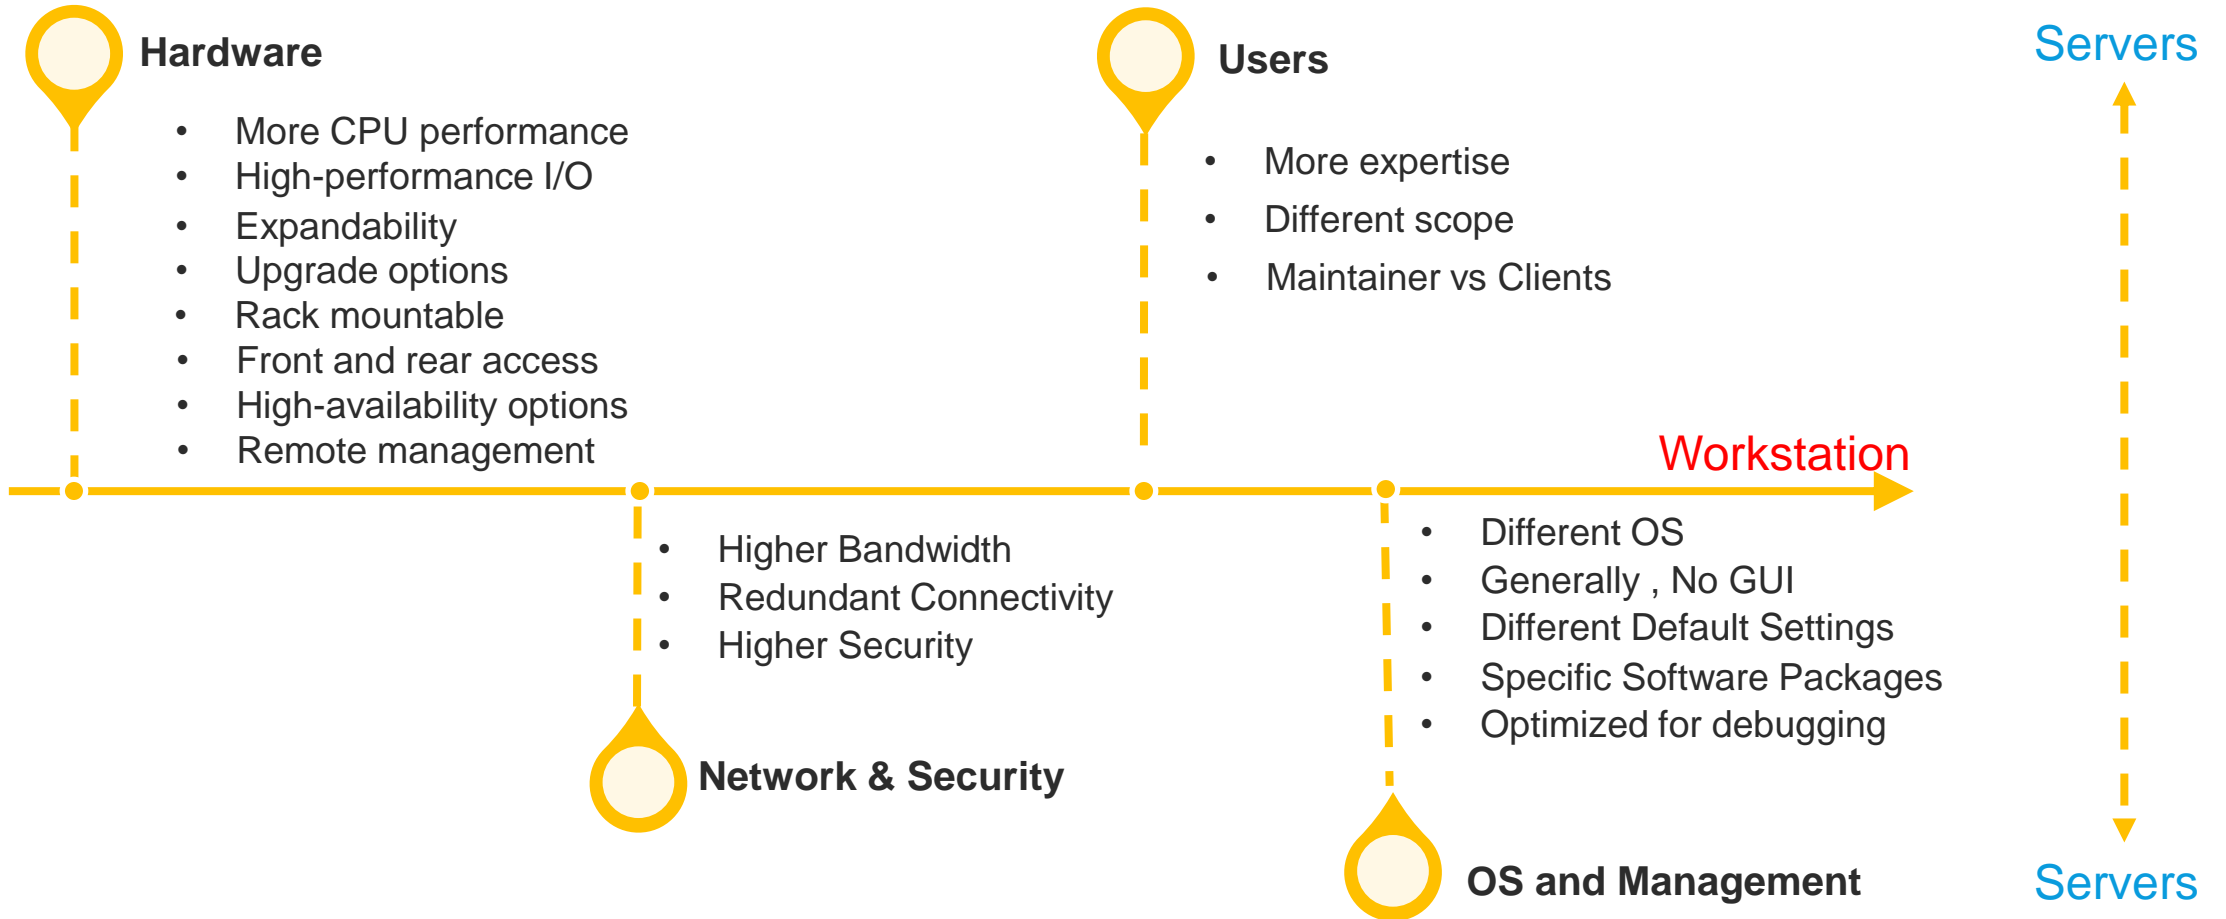 Hardware
• More CPU performance
• High-performance I/O
• Expandability
• Upgrade options
• Rack mountable
• Front and rear access
• High-availability options
• Remote management
Users
• More expertise
• Different scope
• Maintainer vs Clients
Servers
Workstation
• Higher Bandwidth
• Redundant Connectivity
• Higher Security
Network & Security
• Different OS
• Generally , No GUI
• Different Default Settings
• Specific Software Packages
• Optimized for debugging
OS and Management
Servers